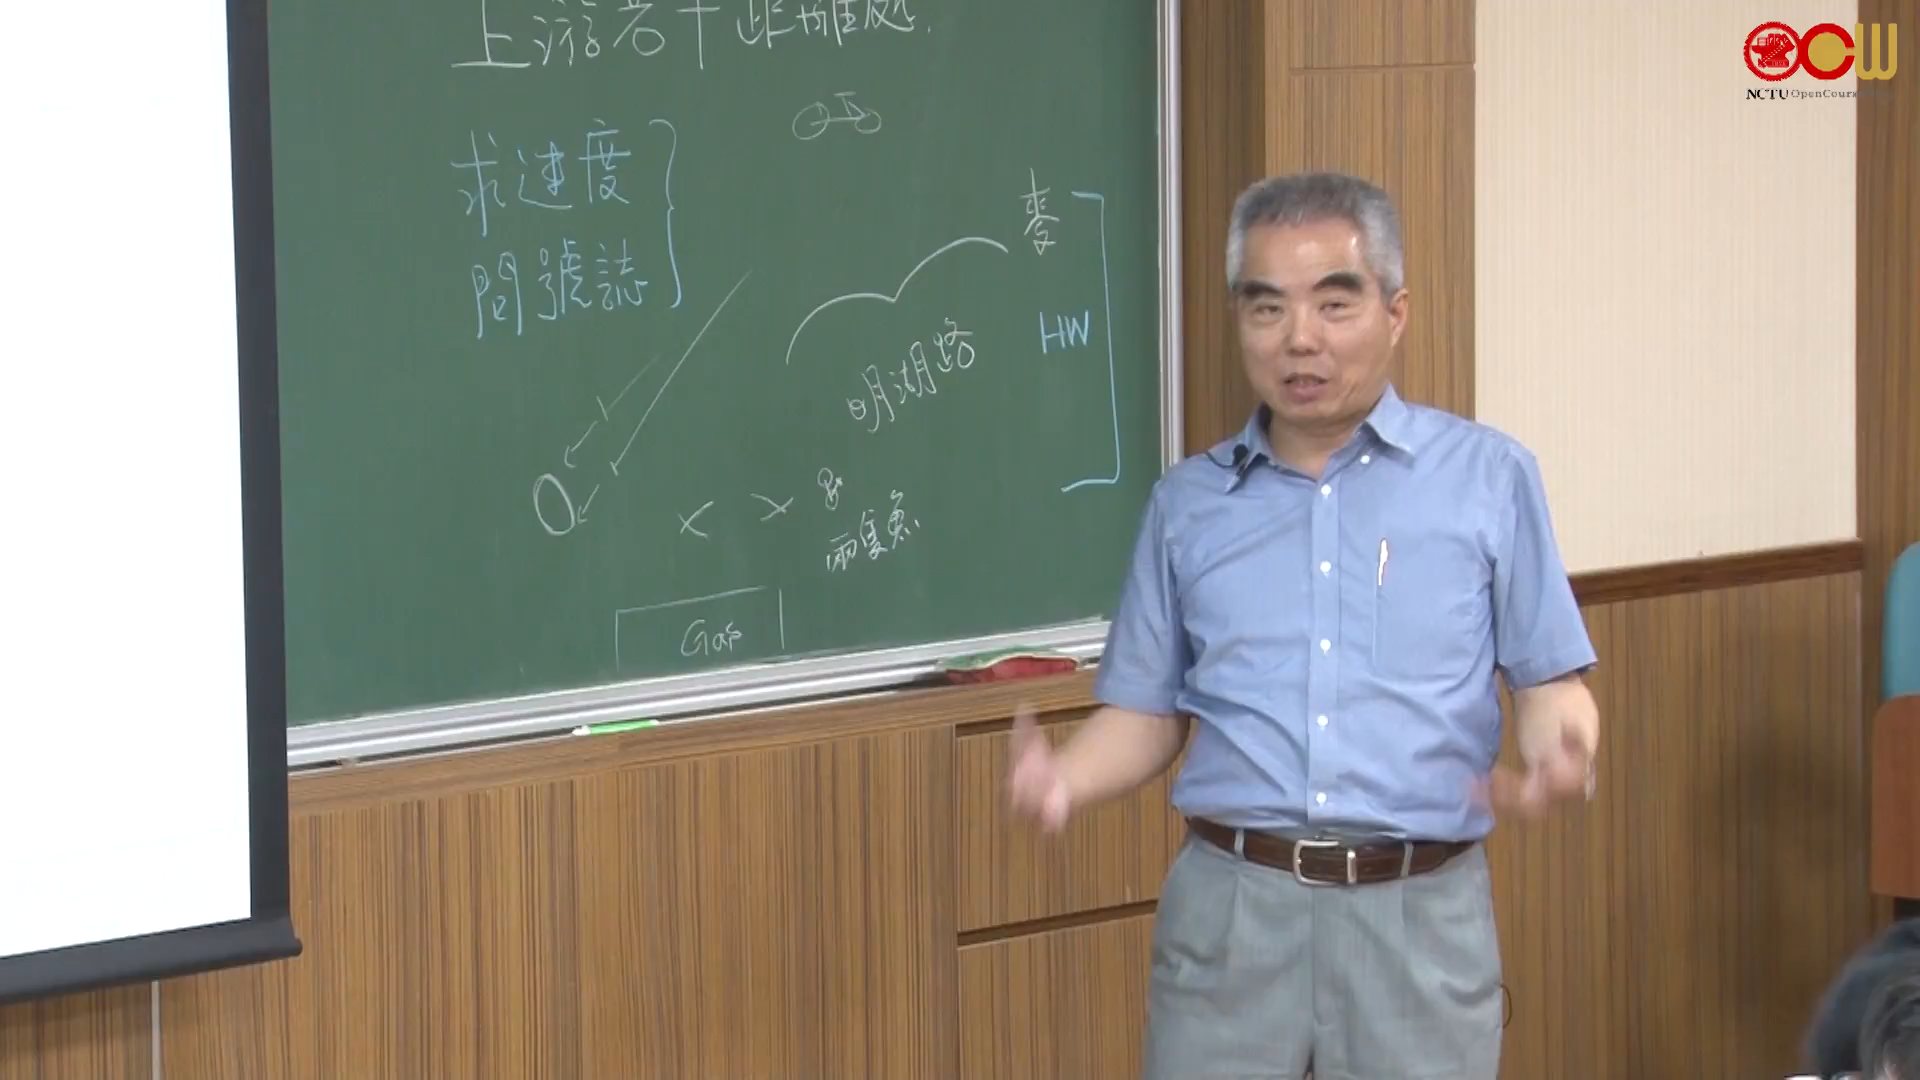 上游若干距離處.
求速度
問號誌
麥
HW
明湖路
兩隻魚
Gas
OCW
NCTU OpenCourse